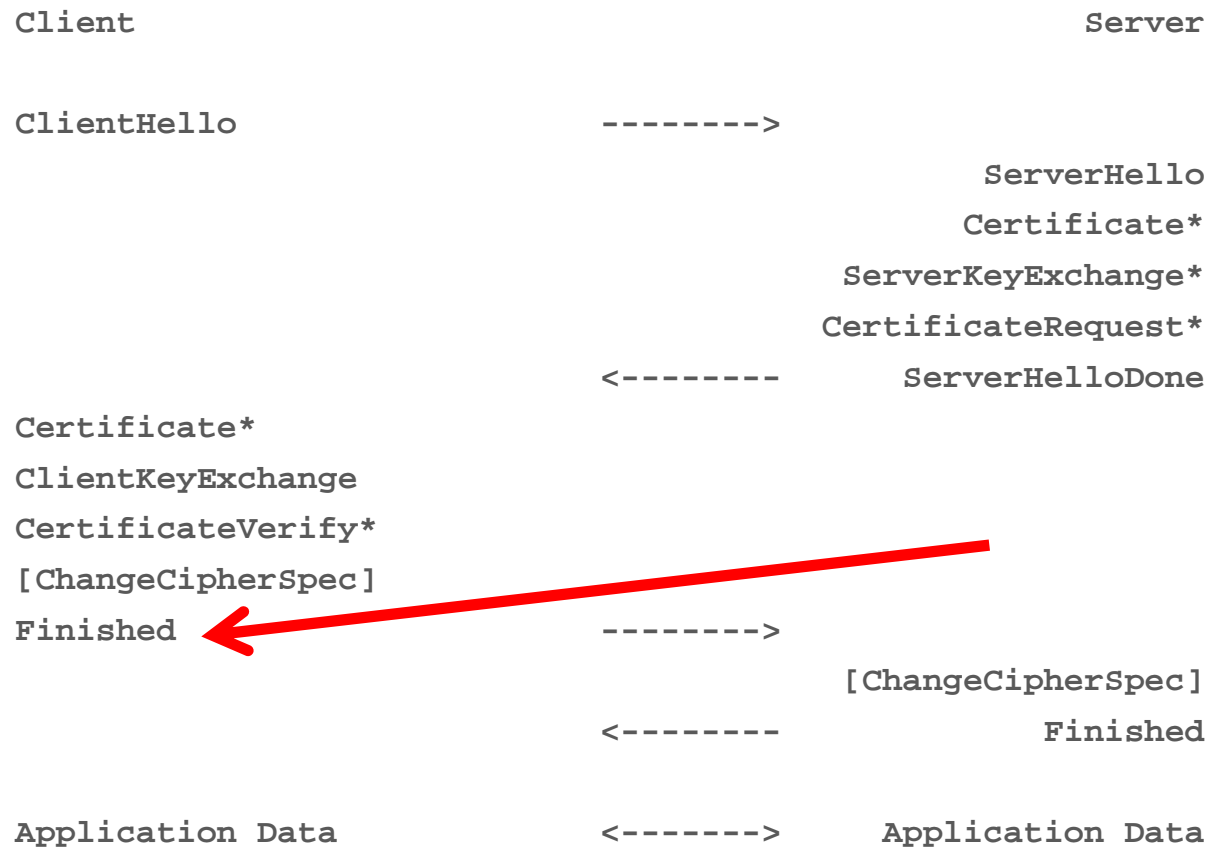 Client Server
ClientHello -------->
ServerHello
Certificate*
ServerKeyExchange*
CertificateRequest*
<-------- ServerHelloDone
Certificate*
ClientKeyExchange
CertificateVerify*
[ChangeCipherSpec]
Finished -------->
[ChangeCipherSpec]
<-------- Finished
Application Data <-------> Application Data